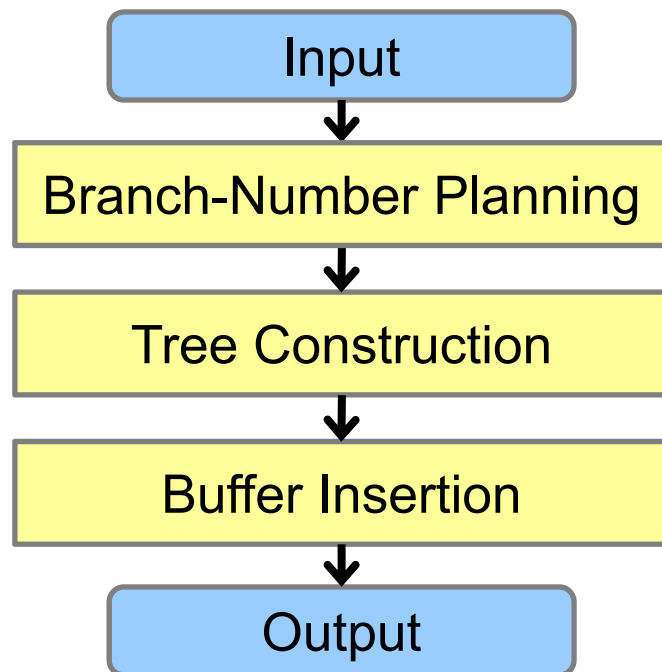 Input
Branch-Number Planning
Tree Construction
Buffer Insertion
Output